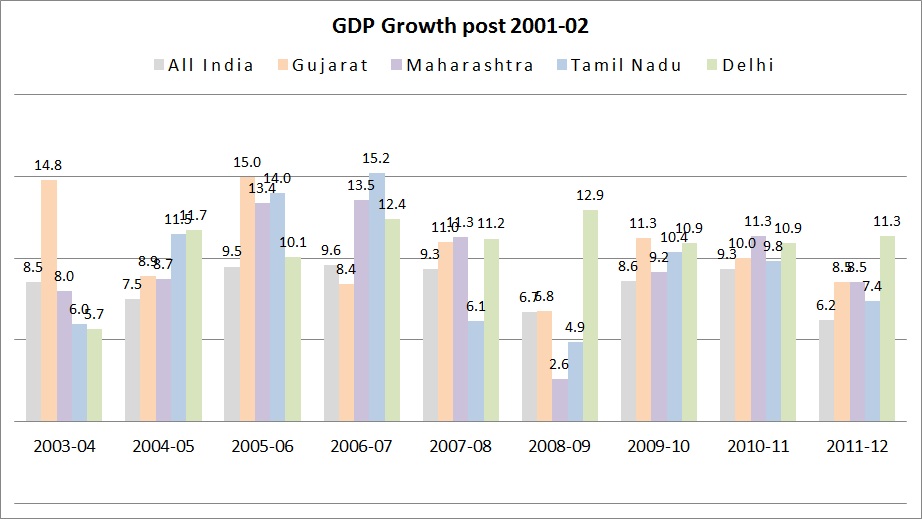 GDP Growth post 2001-02
All India Gujarat Maharashtra Tamil Nadu Delhi
8.5 14.8 8.0 6.0 5.7
7.5 8.9 8.7 11.5 11.7
9.5 15.0 13.4 14.0 10.1
9.6 8.4 13.5 15.2 12.4
9.3 11.0 11.3 6.1 11.2
6.7 6.8 2.6 4.9 12.9
8.6 11.3 9.2 10.4 10.9
9.3 10.0 11.3 9.8 10.9
6.2 8.5 8.5 7.4 11.3
2003-04 2004-05 2005-06 2006-07 2007-08 2008-09 2009-10 2010-11 2011-12